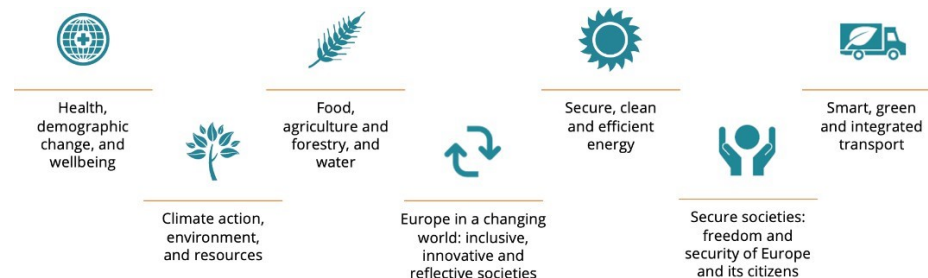 Health,
demographic
change, and
wellbeing
Climate action,
environment,
and resources
Food,
agriculture and
forestry, and
water
Europe in a changing
world: inclusive,
innovative and
reflective societies
Secure, clean
and efficient
energy
Secure societies:
freedom and
security of Europe
and its citizens
Smart, green
and integrated
transport